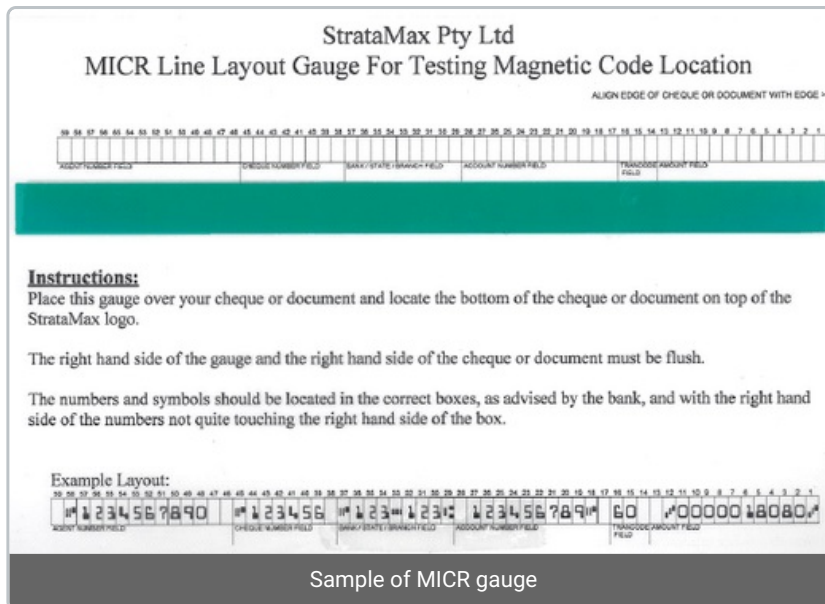 StrataMax Pty Ltd
MICR Line Layout Gauge For Testing Magnetic Code Location
ALIGN EDGE OF CHEQUE OR DOCUMENT WITH EDGE
59 58 57 56 55 54 53 52 51 50 49 48 47 46 45 44 43 42 41 40 39 38 37 36 35 34 33 32 31 30 29 28 27 26 25 24 23 22 21 20 19 18 17 16 15 14 13 12 11 10 9 8 7 6 5 4 3 2 1
AGENT NUMBER FIELD CHEQUE NUMBER FIELD BANK / STATE / BRANCH FIELD ACCOUNT NUMBER FIELD TRANCODE FIELD AMOUNT FIELD
Instructions:
Place this gauge over your cheque or document and locate the bottom of the cheque or document on top of the
StrataMax logo.
The right hand side of the gauge and the right hand side of the cheque or document must be flush.
The numbers and symbols should be located in the correct boxes, as advised by the bank, and with the right hand
side of the numbers not quite touching the right hand side of the box.
Example Layout:
⑈1234567890 ⑈123456 ⑈123⑉123⑆ 123456789⑈ 60 ⑇0000018080⑇
AGENT NUMBER FIELD CHEQUE NUMBER FIELD BANK / STATE / BRANCH FIELD ACCOUNT NUMBER FIELD TRANCODE FIELD AMOUNT FIELD
Sample of MICR gauge